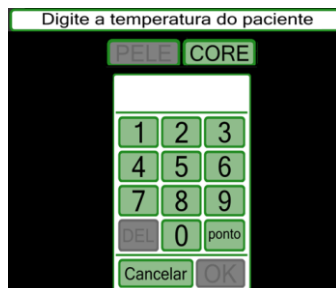 Digite a temperatura do paciente
PELE CORE
1 2 3
4 5 6
7 8 9
DEL 0 ponto
Cancelar OK